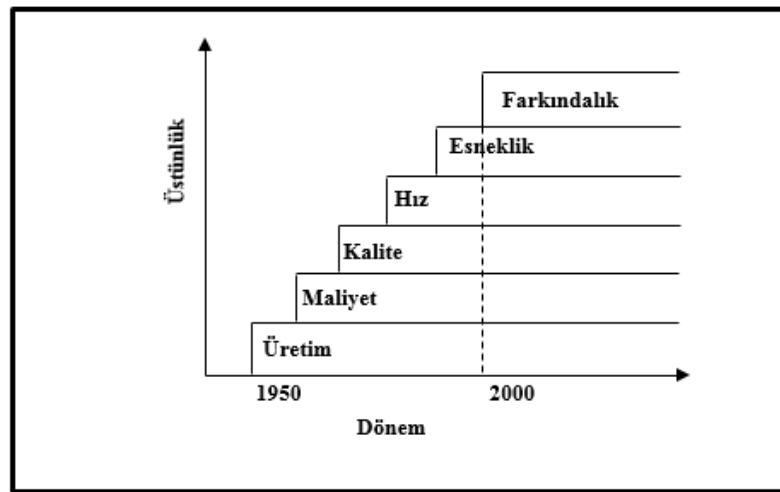 Üstünlük
Farkındalık
Esneklik
Hız
Kalite
Maliyet
Üretim
1950 2000
Dönem